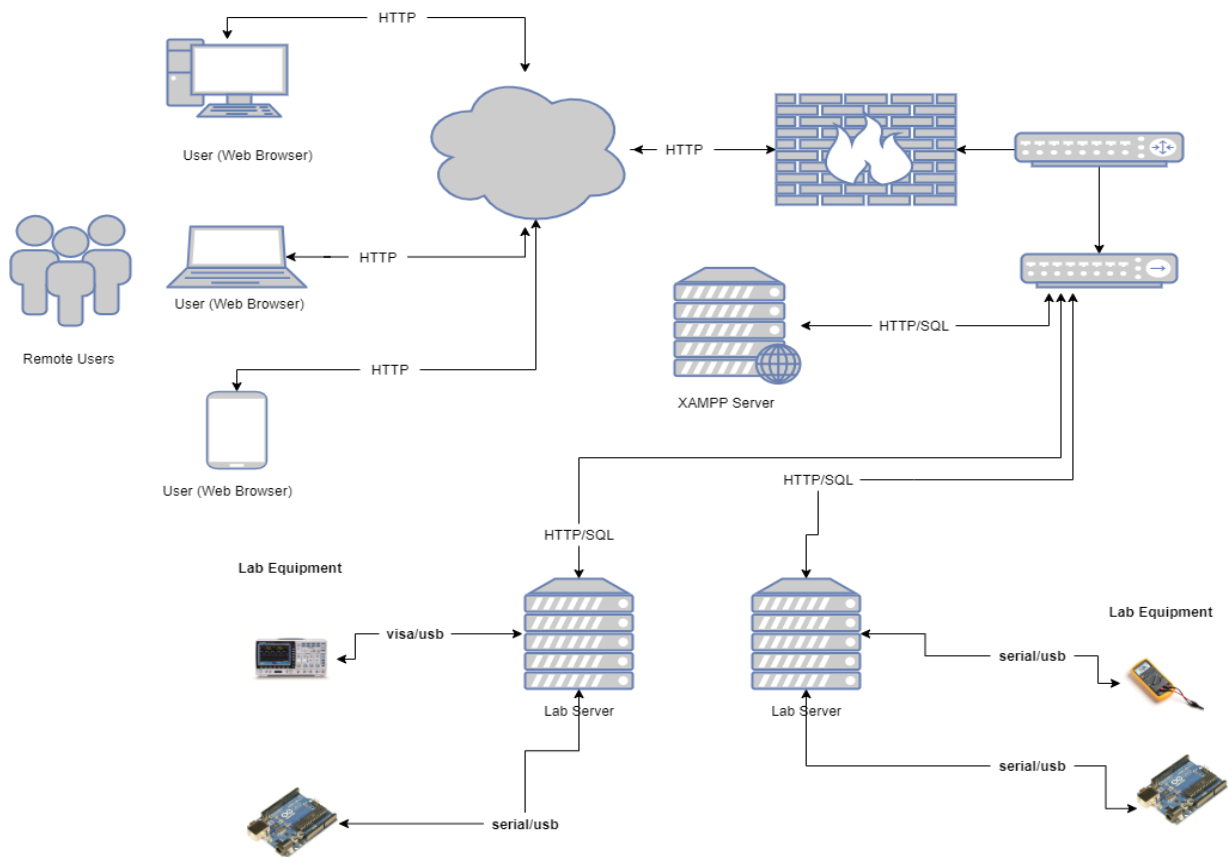 HTTP
User (Web Browser)
HTTP
HTTP
User (Web Browser)
Remote Users
HTTP/SQL
HTTP
XAMPP Server
User (Web Browser)
HTTP/SQL
HTTP/SQL
Lab Equipment
Lab Equipment
visa/usb
serial/usb
Lab Server
Lab Server
serial/usb
serial/usb